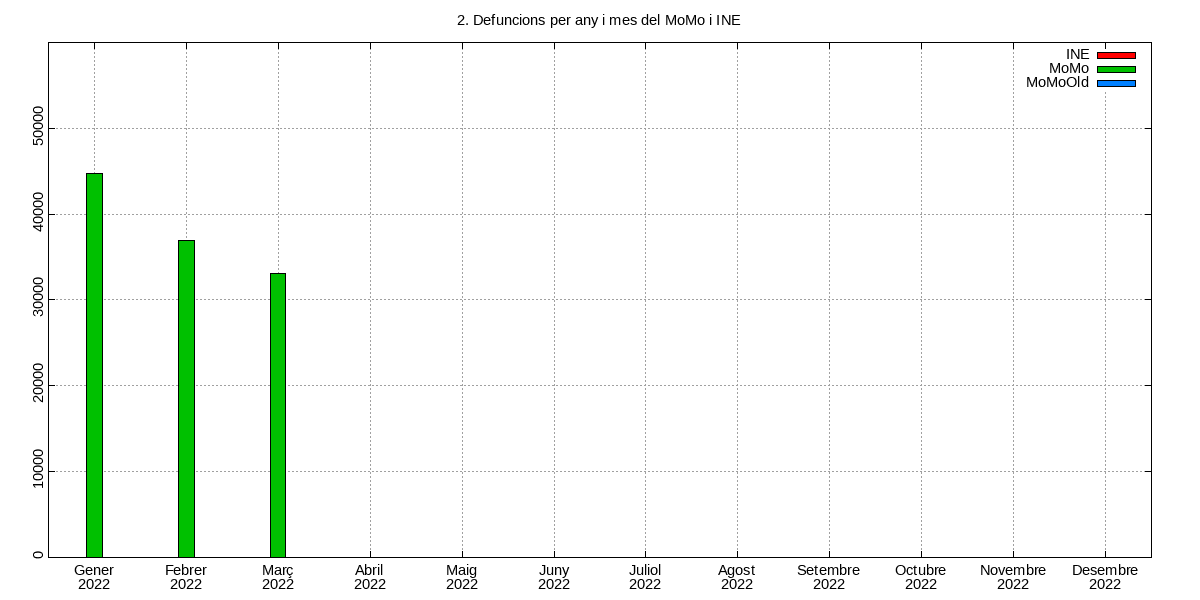 2. Defuncions per any i mes del MoMo i INE
INE
MoMo
MoMoOld
50000
40000
30000
20000
10000
0
Gener Febrer Març Abril Maig Juny Juliol Agost Setembre Octubre Novembre Desembre
2022 2022 2022 2022 2022 2022 2022 2022 2022 2022 2022 2022